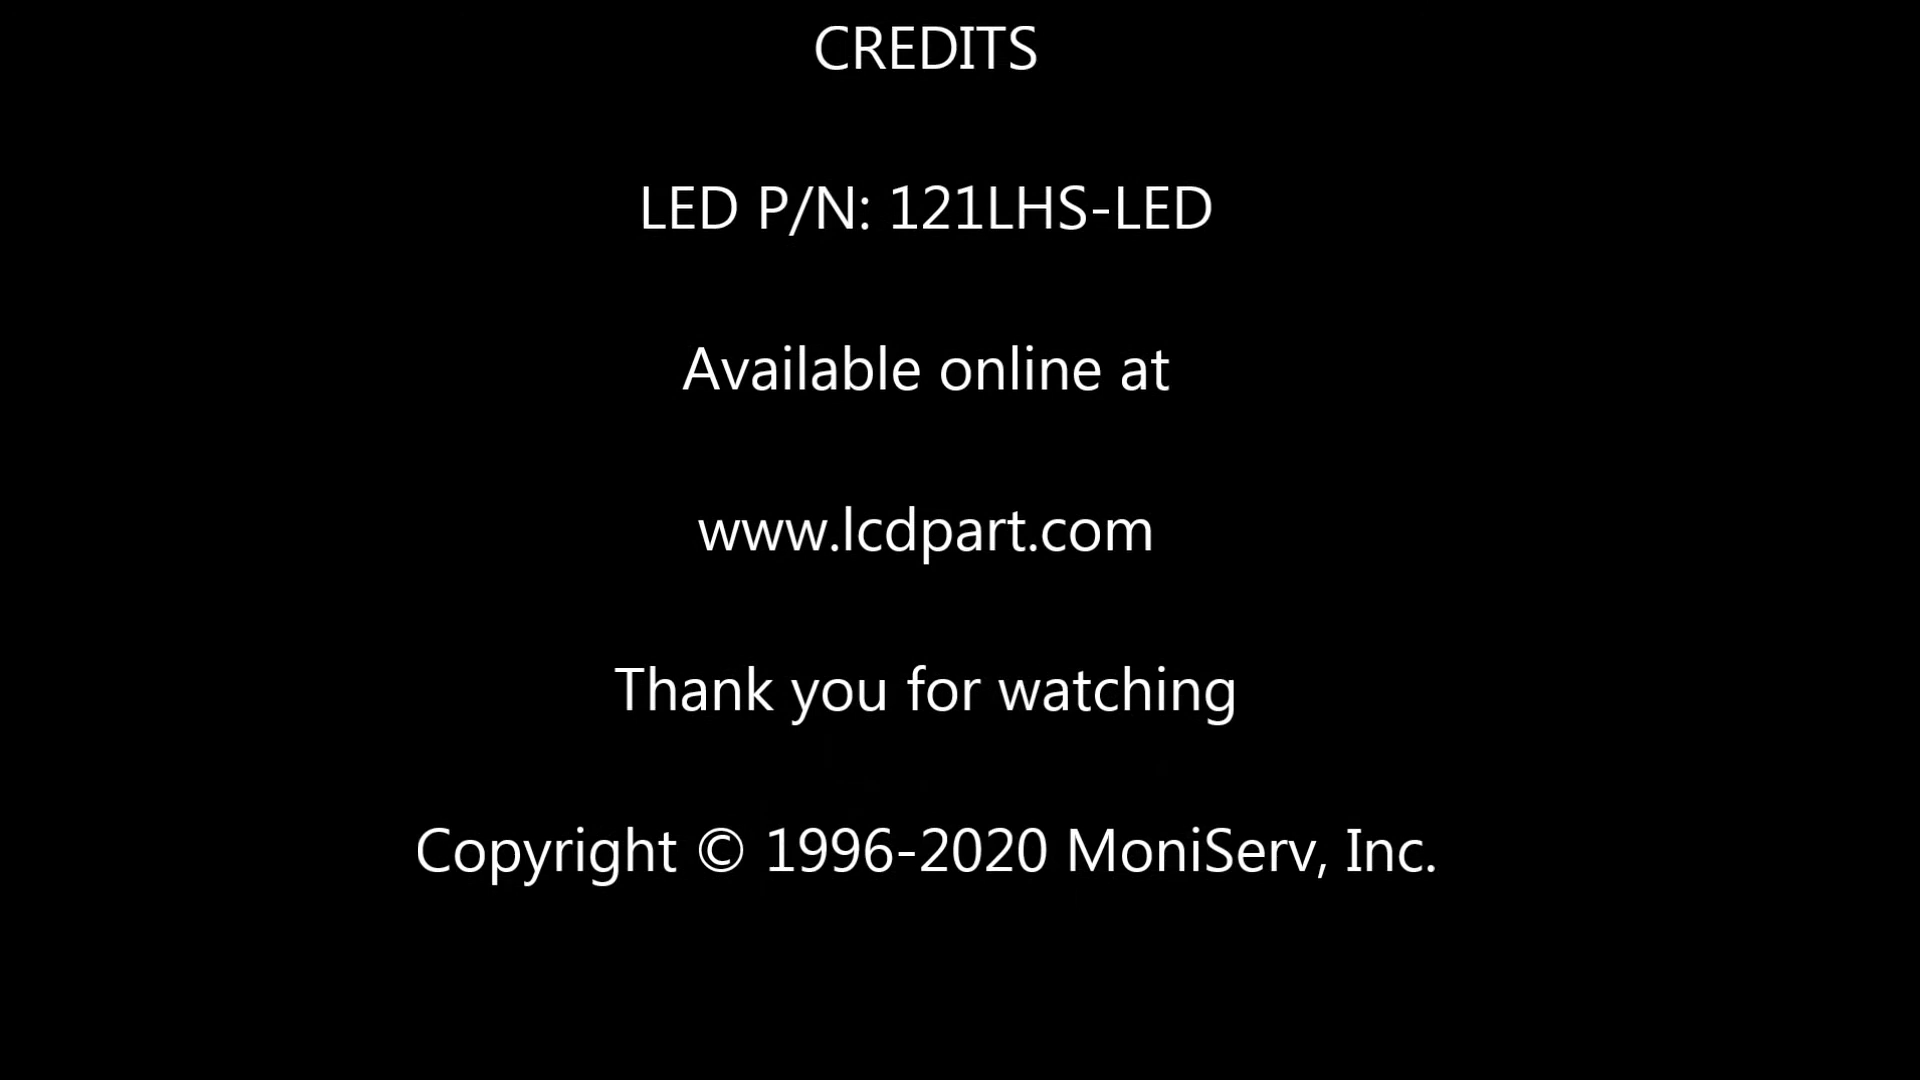 CREDITS
LED P/N: 121LHS-LED
Available online at
www.lcdpart.com
Thank you for watching
Copyright © 1996-2020 MoniServ, Inc.